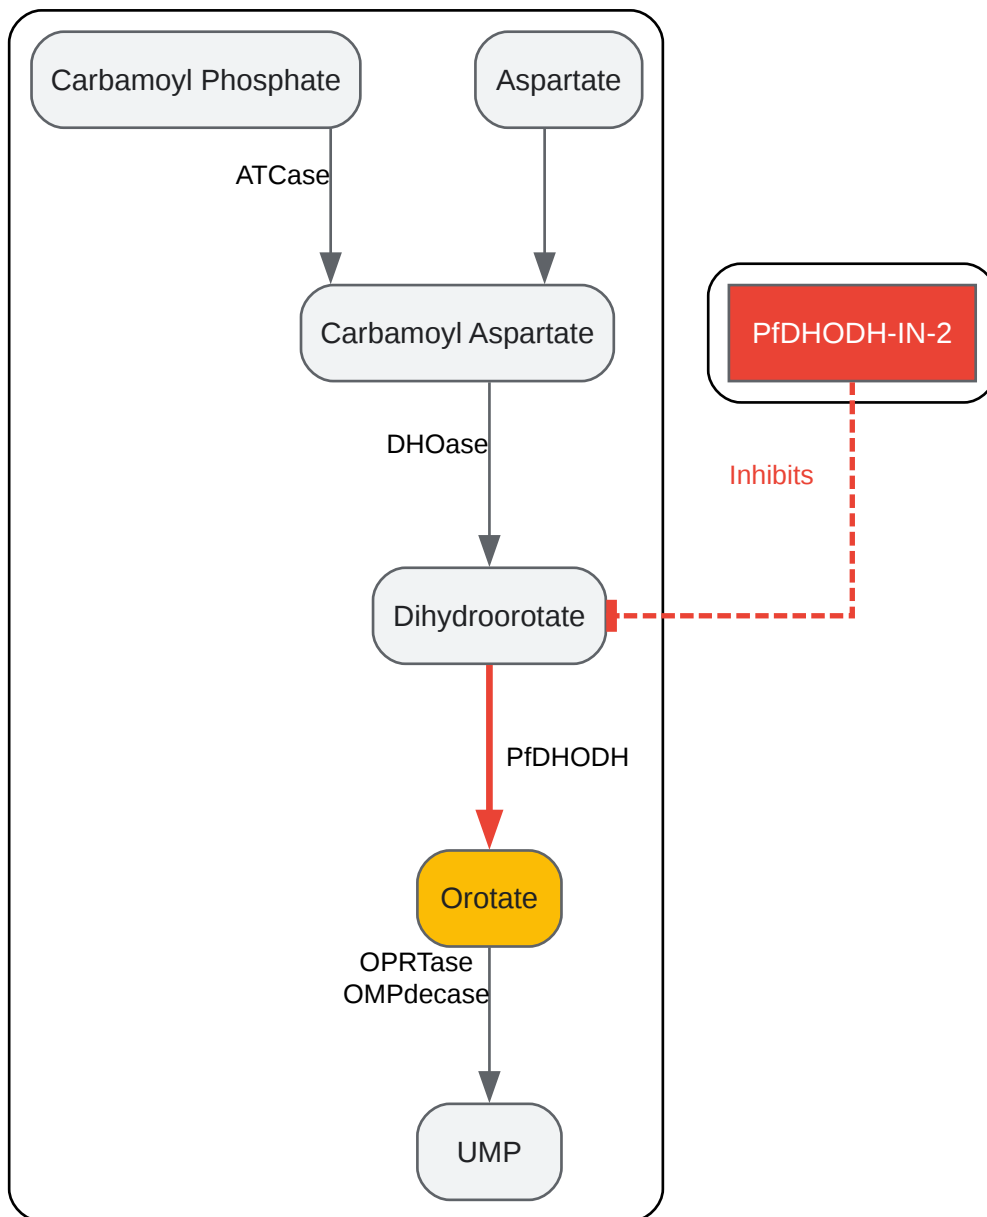 Carbamoyl Phosphate
Aspartate
ATCase
Carbamoyl Aspartate
PfDHODH-IN-2
DHOase
Inhibits
Dihydroorotate
PfDHODH
Orotate
OPRTase
OMPdecase
UMP